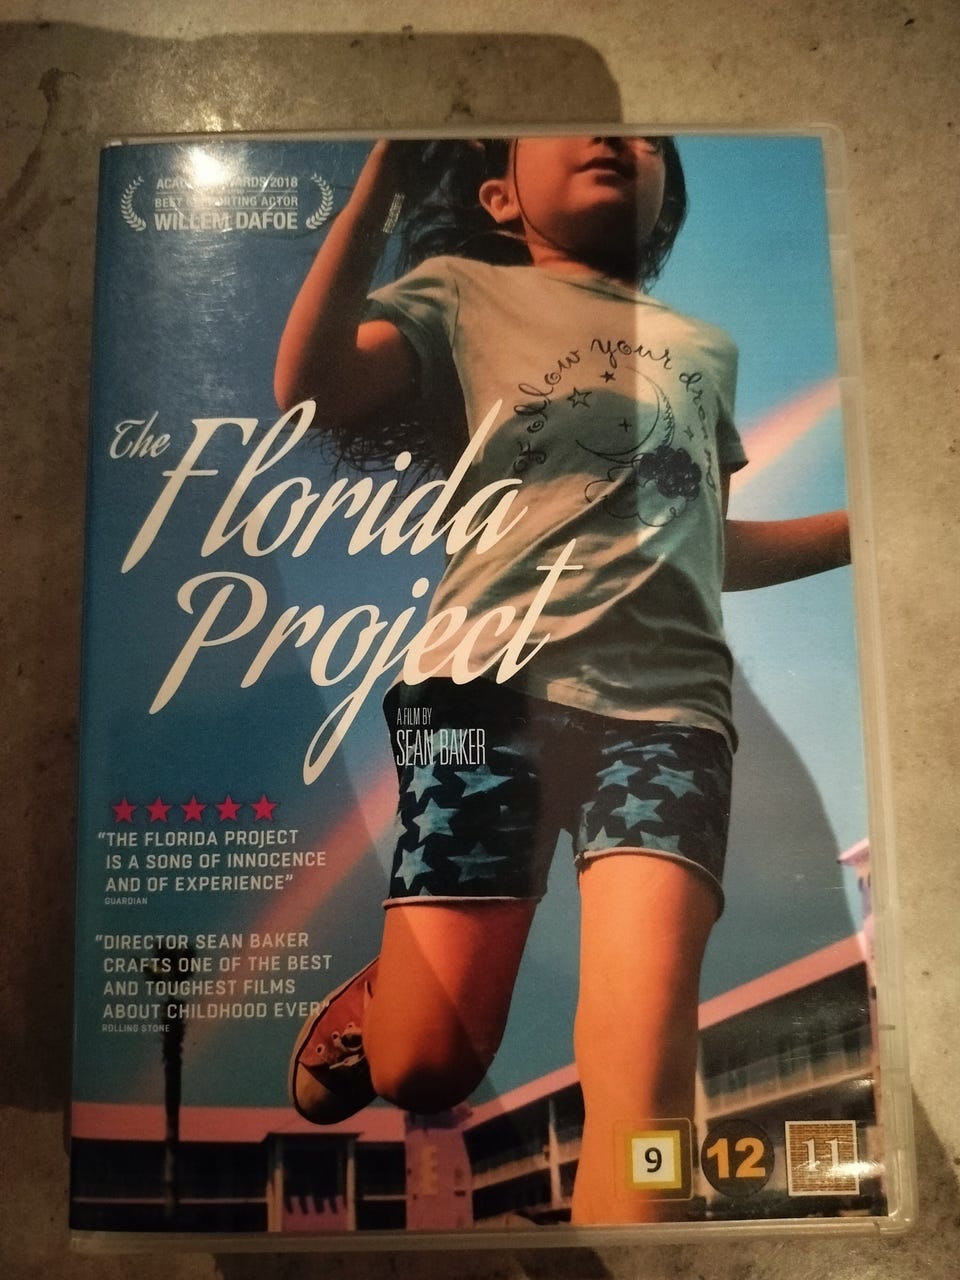 ACADEMY AWARDS 2018
BEST SUPPORTING ACTOR
WILLEM DAFOE
follow your
The Florida
Project
A FILM BY
SEAN BAKER
"THE FLORIDA PROJECT
IS A SONG OF INNOCENCE
AND OF EXPERIENCE"
GUARDIAN
"DIRECTOR SEAN BAKER
CRAFTS ONE OF THE BEST
AND TOUGHEST FILMS
ABOUT CHILDHOOD EVER"
ROLLING STONE
9
12
11